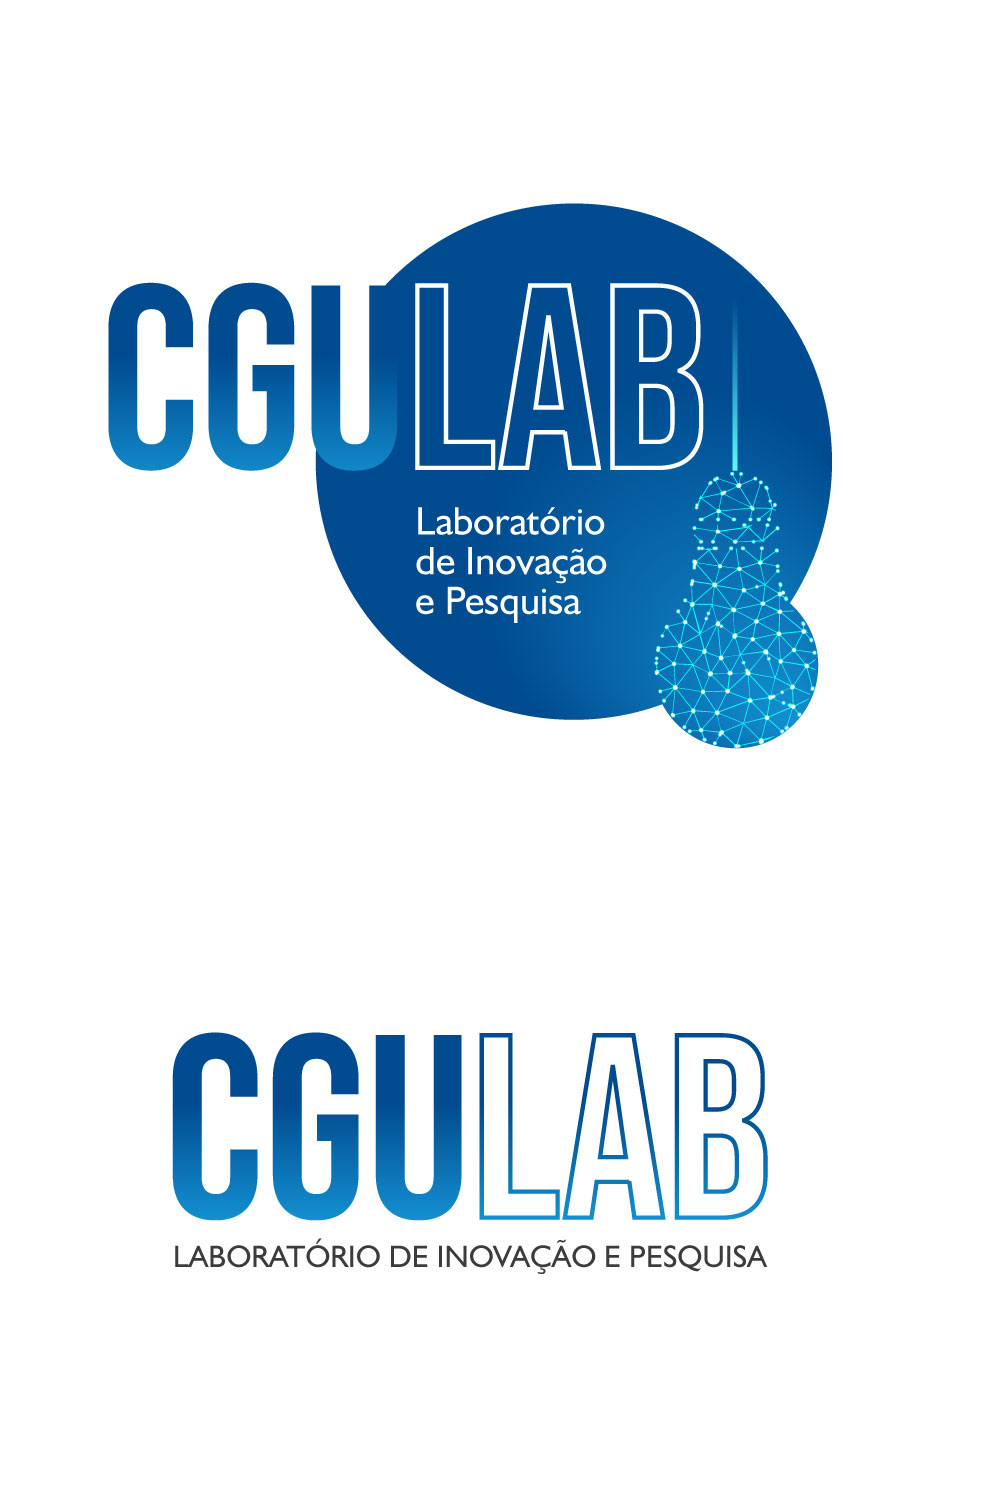 CGULAB
Laboratório
de Inovação
e Pesquisa
CGULAB
LABORATÓRIO DE INOVAÇÃO E PESQUISA